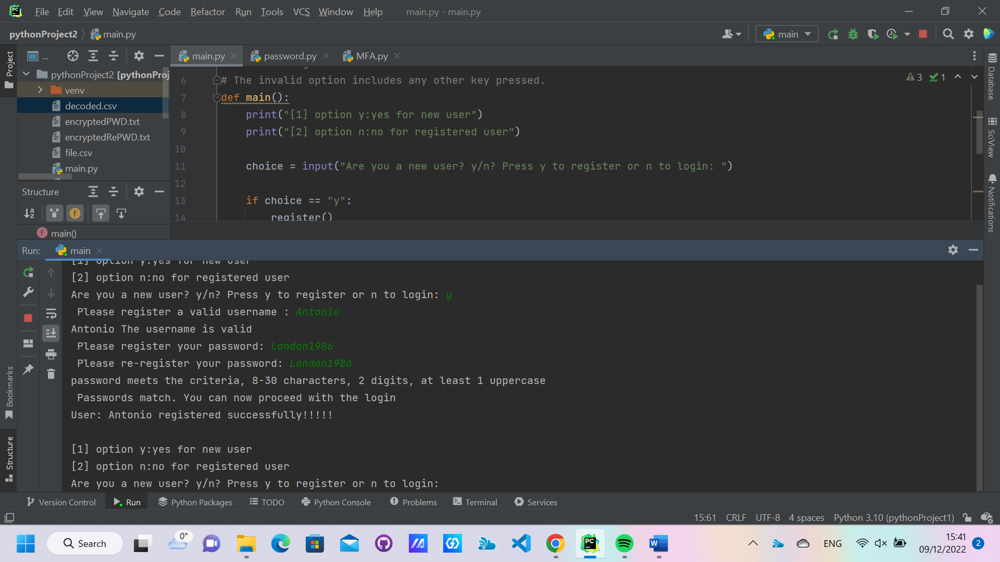 File Edit View Navigate Code Refactor Run Tools VCS Window Help main.py - main.py
pythonProject2 main.py
main
Project
...
main.py password.py MFA.py
pythonProject2 [pythonProj
venv
decoded.csv
encryptedPWD.txt
encryptedRePWD.txt
file.csv
main.py
Structure
main()
3 1
6 # The invalid option includes any other key pressed.
7 def main():
8 print("[1] option y:yes for new user")
9 print("[2] option n:no for registered user")
10
11 choice = input("Are you a new user? y/n? Press y to register or n to login: ")
12
13 if choice == "y":
14 register()
Database
SciView
Notifications
Run: main
[1] option y:yes for new user
[2] option n:no for registered user
Are you a new user? y/n? Press y to register or n to login: y
Please register a valid username : Antonio
Antonio The username is valid
Please register your password: London1986
Please re-register your password: London1986
password meets the criteria, 8-30 characters, 2 digits, at least 1 uppercase
Passwords match. You can now proceed with the login
User: Antonio registered successfully!!!!!
[1] option y:yes for new user
[2] option n:no for registered user
Are you a new user? y/n? Press y to register or n to login:
Bookmarks
Structure
Version Control Run Python Packages TODO Python Console Problems Terminal Services
15:61 CRLF UTF-8 4 spaces Python 3.10 (pythonProject1)
Search
0°
ENG
15:41
09/12/2022
2